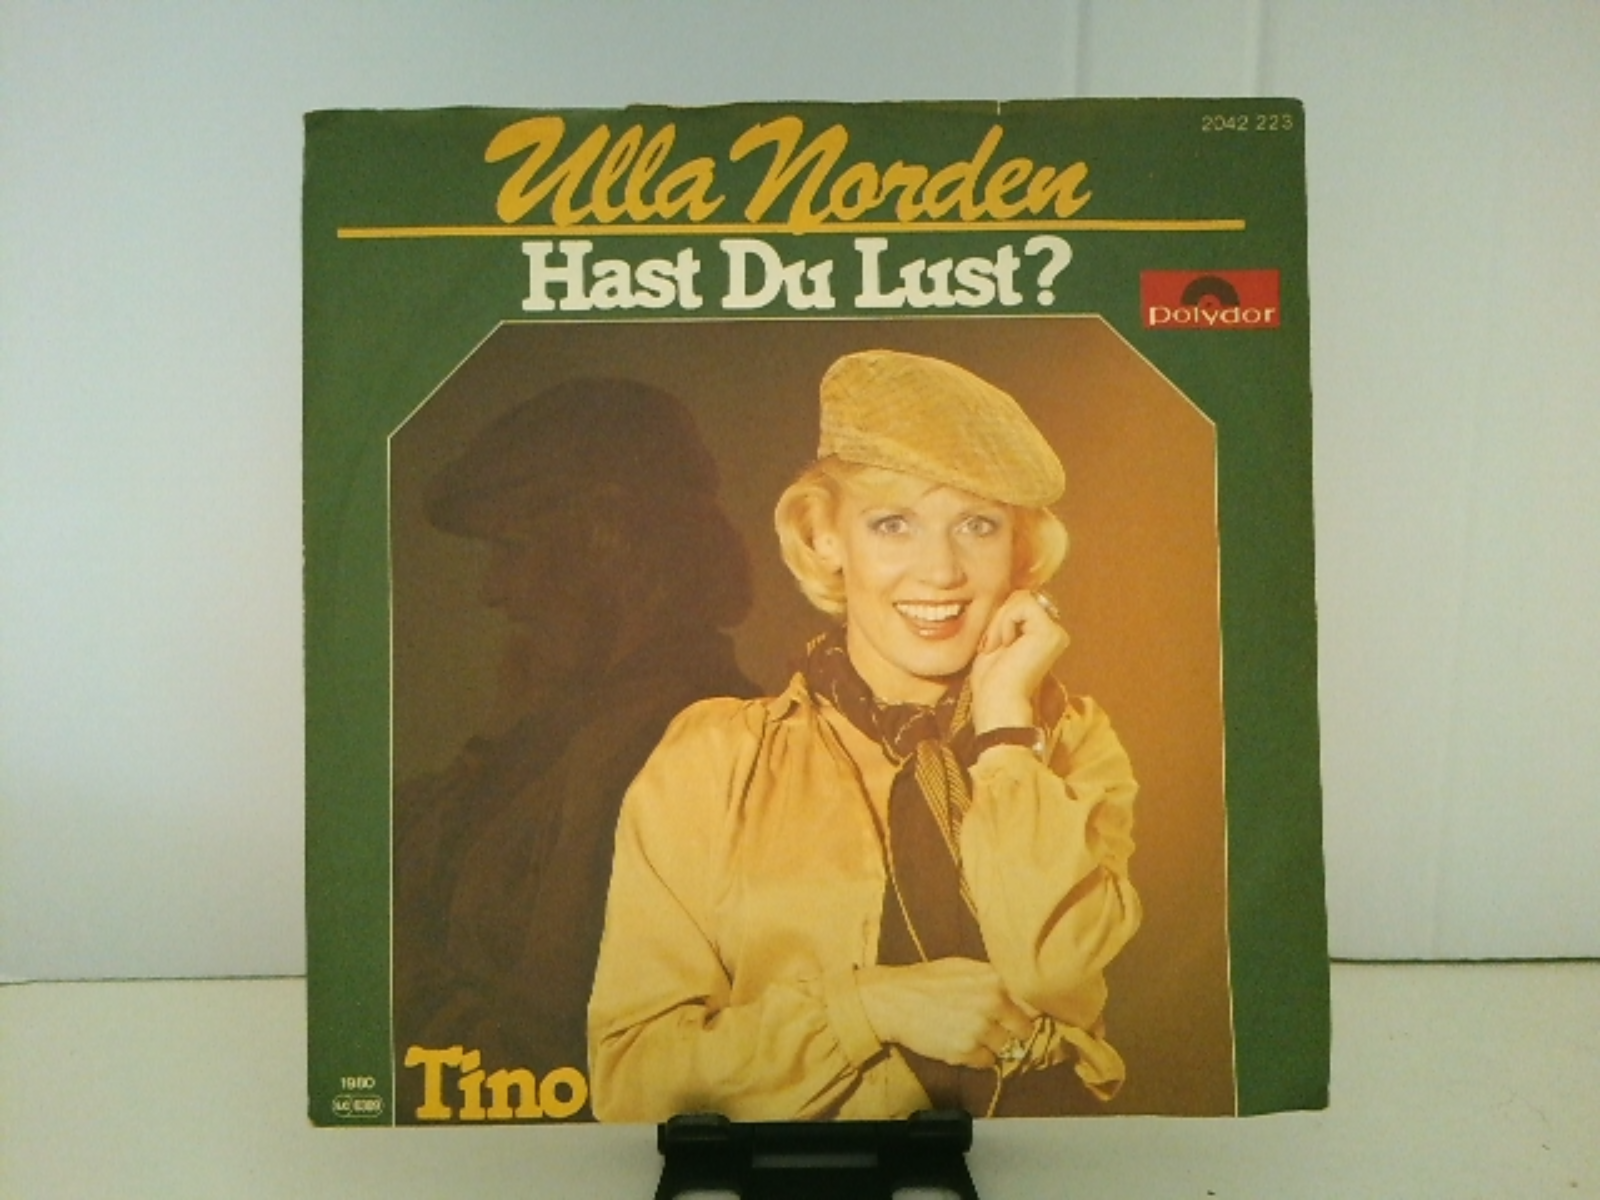 2042 223
Ulla Norden
Hast Du Lust?
polydor
Tino
1980